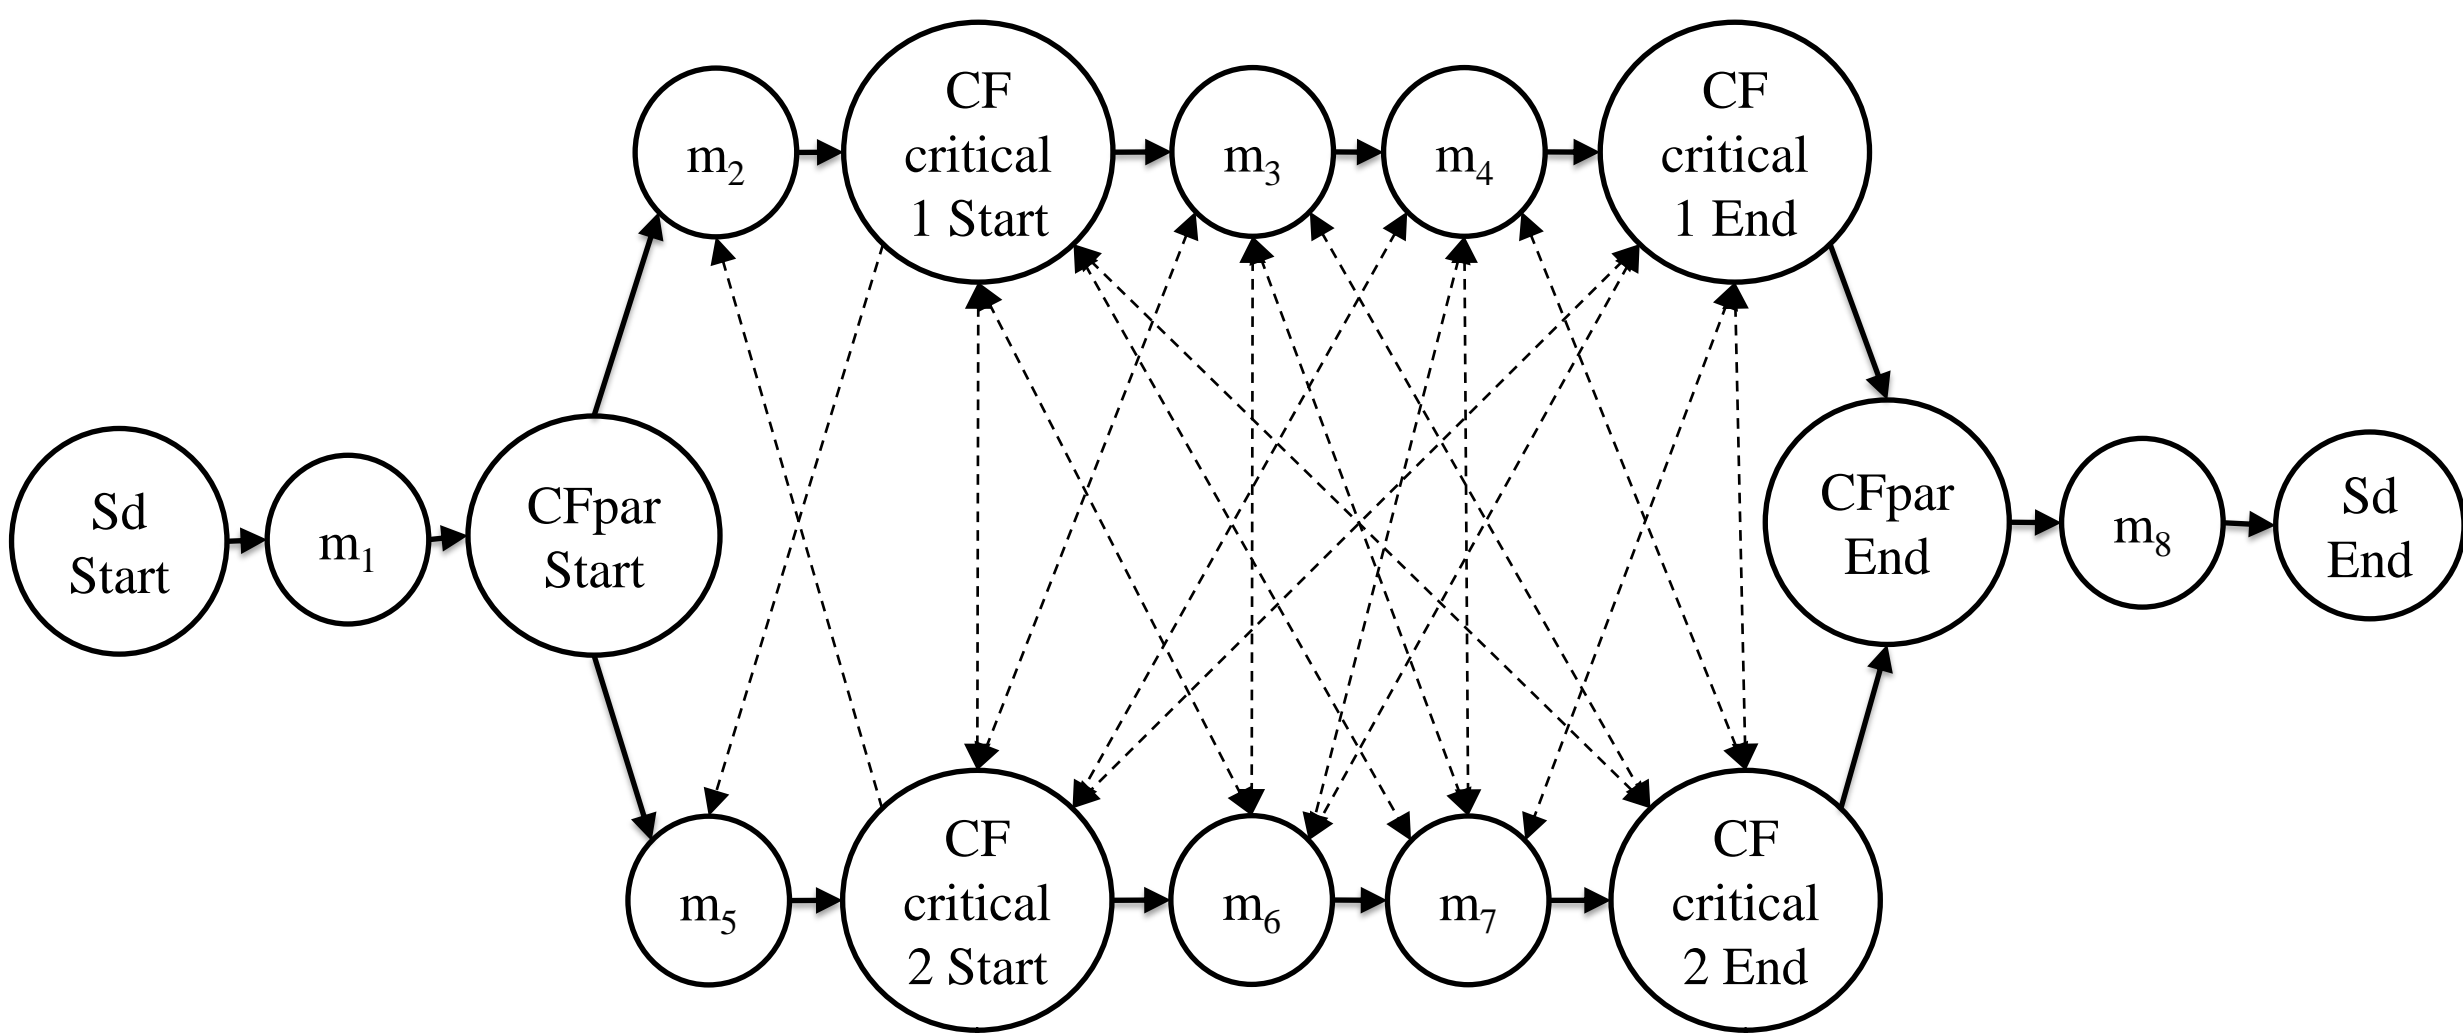 m2
CF
critical
1 Start
m3
m4
CF
critical
1 End
Sd
Start
m1
CFpar
Start
CFpar
End
m8
Sd
End
m5
CF
critical
2 Start
m6
m7
CF
critical
2 End